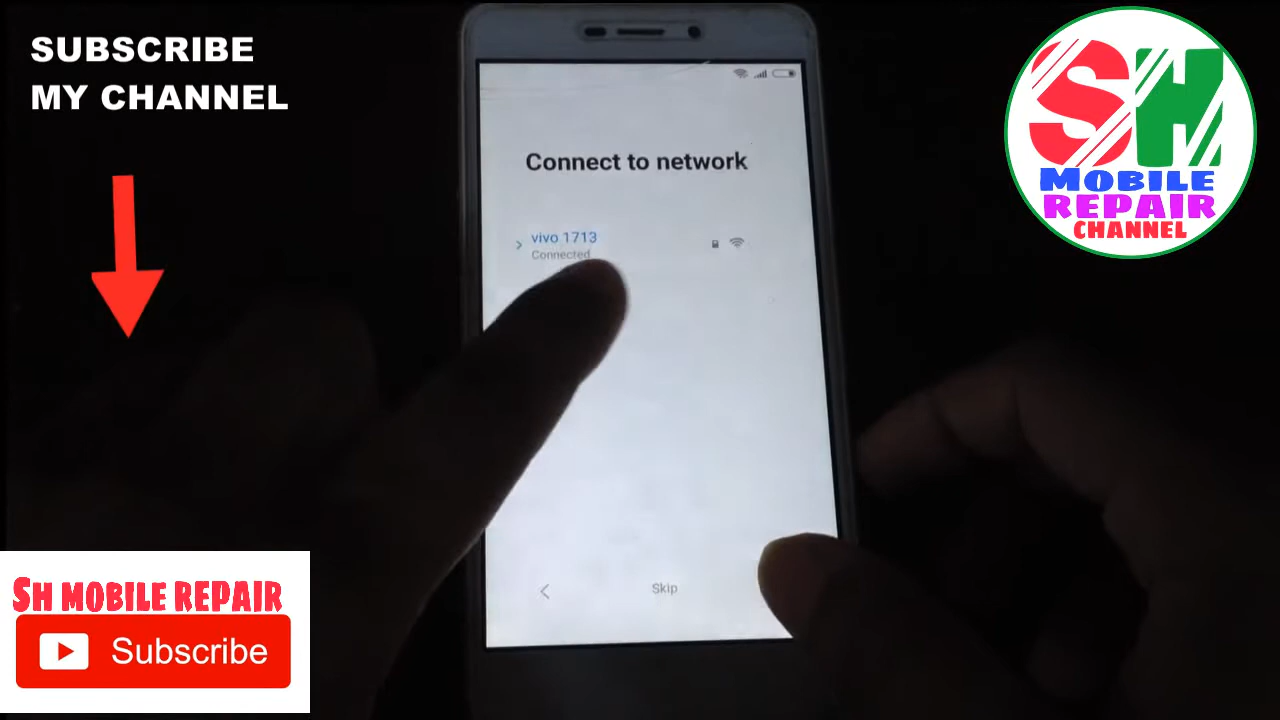 SUBSCRIBE
MY CHANNEL
SH
MOBILE
REPAIR
CHANNEL
Connect to network
vivo 1713
Connected
Skip
SH MOBILE REPAIR
Subscribe